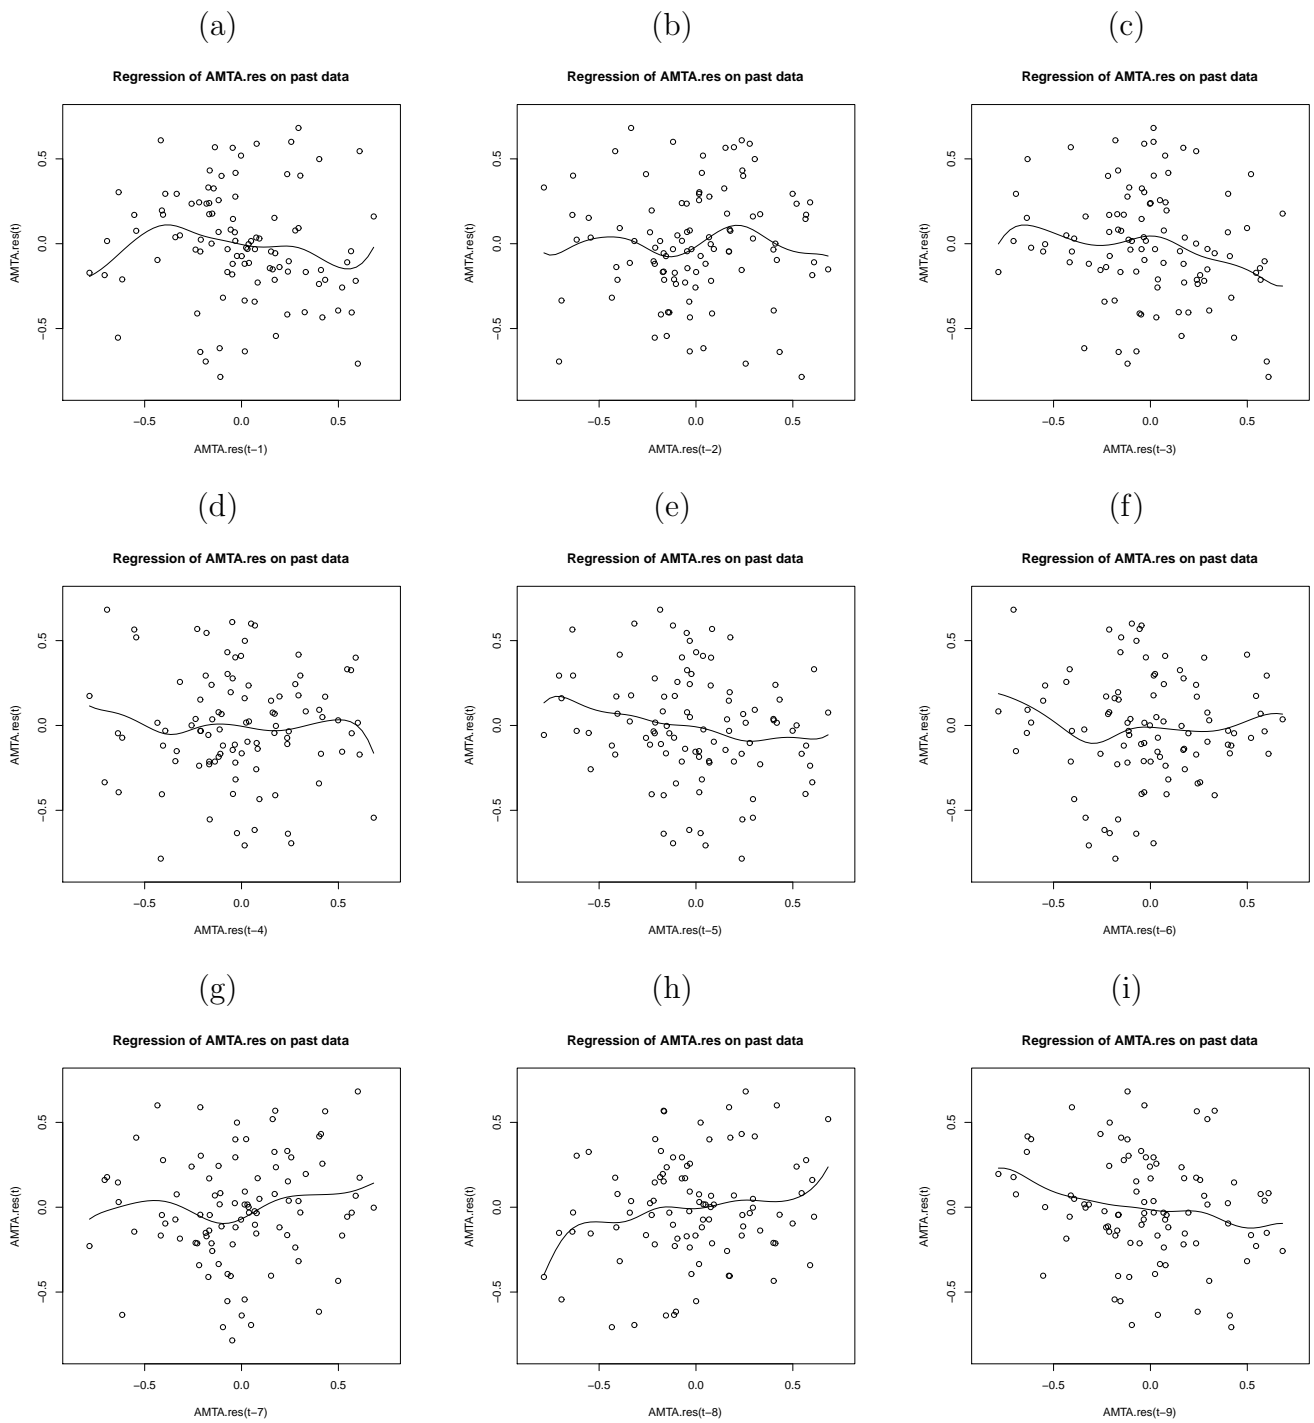 (a) (b) (c)
Regression of AMTA.res on past data Regression of AMTA.res on past data Regression of AMTA.res on past data
AMTA.res(t)
0.5
0.0
−0.5
−0.5 0.0 0.5
AMTA.res(t−1)
AMTA.res(t)
0.5
0.0
−0.5
−0.5 0.0 0.5
AMTA.res(t−2)
AMTA.res(t)
0.5
0.0
−0.5
−0.5 0.0 0.5
AMTA.res(t−3)
(d) (e) (f)
Regression of AMTA.res on past data Regression of AMTA.res on past data Regression of AMTA.res on past data
AMTA.res(t)
0.5
0.0
−0.5
−0.5 0.0 0.5
AMTA.res(t−4)
AMTA.res(t)
0.5
0.0
−0.5
−0.5 0.0 0.5
AMTA.res(t−5)
AMTA.res(t)
0.5
0.0
−0.5
−0.5 0.0 0.5
AMTA.res(t−6)
(g) (h) (i)
Regression of AMTA.res on past data Regression of AMTA.res on past data Regression of AMTA.res on past data
AMTA.res(t)
0.5
0.0
−0.5
−0.5 0.0 0.5
AMTA.res(t−7)
AMTA.res(t)
0.5
0.0
−0.5
−0.5 0.0 0.5
AMTA.res(t−8)
AMTA.res(t)
0.5
0.0
−0.5
−0.5 0.0 0.5
AMTA.res(t−9)